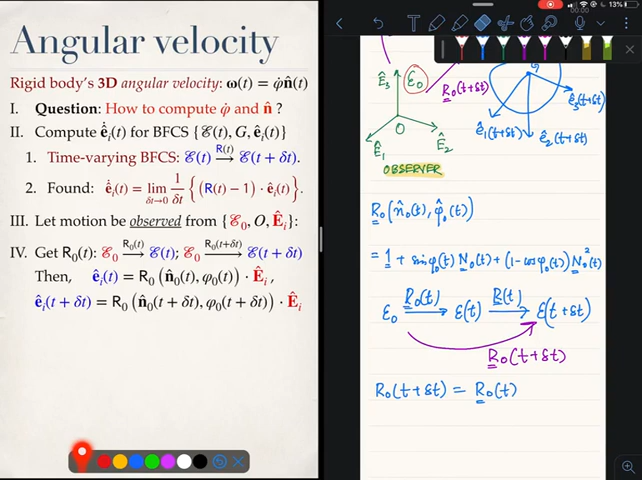 Angular velocity
Rigid body's 3D angular velocity: ω(t) = φ̇n̂(t)
I. Question: How to compute φ̇ and n̂ ?
II. Compute ê̇ᵢ(t) for BFCS {ℰ(t), G, êᵢ(t)}
1. Time-varying BFCS: ℰ(t) —R(t)→ ℰ(t + δt).
2. Found: ê̇ᵢ(t) = lim δt→0 1/δt {(R(t) − 1) · êᵢ(t)}.
III. Let motion be observed from {ℰ₀, O, Êᵢ}:
IV. Get R₀(t): ℰ₀ —R₀(t)→ ℰ(t); ℰ₀ —R₀(t+δt)→ ℰ(t + δt)
Then, êᵢ(t) = R₀ (n̂₀(t), φ₀(t)) · Êᵢ ,
êᵢ(t + δt) = R₀ (n̂₀(t + δt), φ₀(t + δt)) · Êᵢ
13%
00:00
Ê₃
ℰ₀
R₀(t+δt)
G
ê₃(t+δt)
O
ê₁(t+δt)
ê₂(t+δt)
Ê₁
Ê₂
OBSERVER
R₀(n̂₀(t), φ̂₀(t))
= 1 + sinφ₀(t) N₀(t) + (1-cosφ₀(t)) N₀²(t)
ℰ₀ —R₀(t)→ ℰ(t) —R(t)→ ℰ(t+δt)
R₀(t+δt)
R₀(t+δt) = R₀(t)